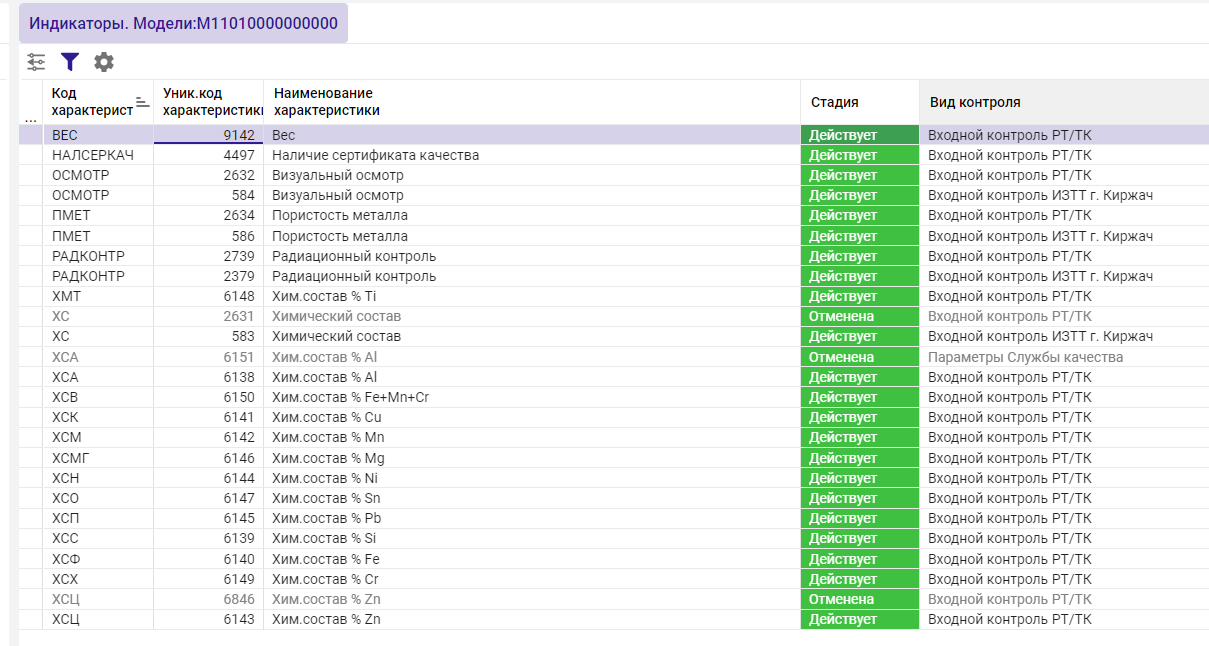 Индикаторы. Модели:М11010000000000
Код характерист Уник.код характеристики Наименование характеристики Стадия Вид контроля
...
ВЕС 9142 Вес Действует Входной контроль РТ/ТК
НАЛСЕРКАЧ 4497 Наличие сертификата качества Действует Входной контроль РТ/ТК
ОСМОТР 2632 Визуальный осмотр Действует Входной контроль РТ/ТК
ОСМОТР 584 Визуальный осмотр Действует Входной контроль ИЗТТ г. Киржач
ПМЕТ 2634 Пористость металла Действует Входной контроль РТ/ТК
ПМЕТ 586 Пористость металла Действует Входной контроль ИЗТТ г. Киржач
РАДКОНТР 2739 Радиационный контроль Действует Входной контроль РТ/ТК
РАДКОНТР 2379 Радиационный контроль Действует Входной контроль ИЗТТ г. Киржач
ХМТ 6148 Хим.состав % Ti Действует Входной контроль РТ/ТК
ХС 2631 Химический состав Отменена Входной контроль РТ/ТК
ХС 583 Химический состав Действует Входной контроль ИЗТТ г. Киржач
ХСА 6151 Хим.состав % Al Отменена Параметры Службы качества
ХСА 6138 Хим.состав % Al Действует Входной контроль РТ/ТК
ХСВ 6150 Хим.состав % Fe+Mn+Cr Действует Входной контроль РТ/ТК
ХСК 6141 Хим.состав % Cu Действует Входной контроль РТ/ТК
ХСМ 6142 Хим.состав % Mn Действует Входной контроль РТ/ТК
ХСМГ 6146 Хим.состав % Mg Действует Входной контроль РТ/ТК
ХСН 6144 Хим.состав % Ni Действует Входной контроль РТ/ТК
ХСО 6147 Хим.состав % Sn Действует Входной контроль РТ/ТК
ХСП 6145 Хим.состав % Pb Действует Входной контроль РТ/ТК
ХСС 6139 Хим.состав % Si Действует Входной контроль РТ/ТК
ХСФ 6140 Хим.состав % Fe Действует Входной контроль РТ/ТК
ХСХ 6149 Хим.состав % Cr Действует Входной контроль РТ/ТК
ХСЦ 6846 Хим.состав % Zn Отменена Входной контроль РТ/ТК
ХСЦ 6143 Хим.состав % Zn Действует Входной контроль РТ/ТК